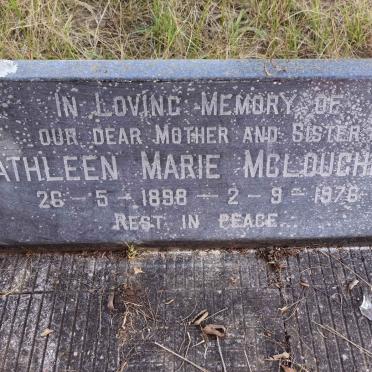 IN LOVING MEMORY OF
OUR DEAR MOTHER AND SISTER
ATHLEEN MARIE MCLOUGH
26-5-1898-2-9-1976
REST IN PEACE